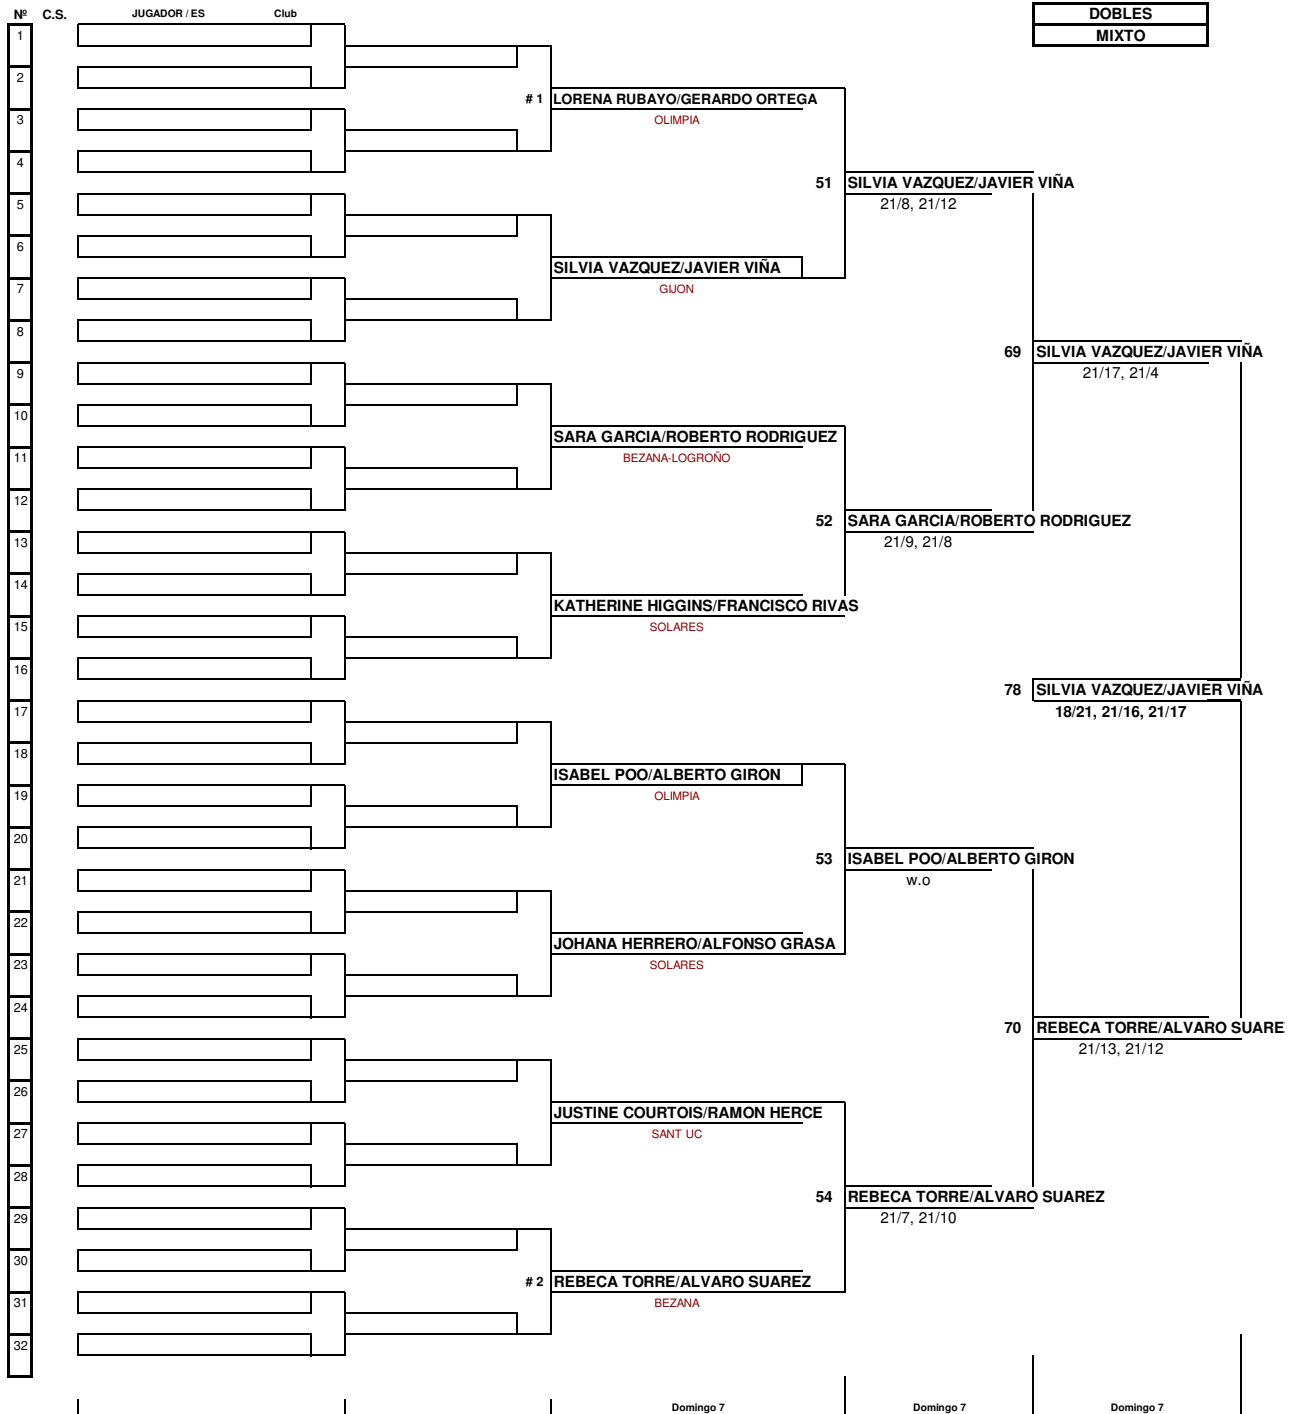 Nº C.S. JUGADOR / ES Club
DOBLES
MIXTO
1
2
# 1 LORENA RUBAYO/GERARDO ORTEGA
3
OLIMPIA
4
51 SILVIA VAZQUEZ/JAVIER VIÑA
5
21/8, 21/12
6
SILVIA VAZQUEZ/JAVIER VIÑA
7
GIJON
8
69 SILVIA VAZQUEZ/JAVIER VIÑA
9
21/17, 21/4
10
SARA GARCIA/ROBERTO RODRIGUEZ
11
BEZANA-LOGROÑO
12
52 SARA GARCIA/ROBERTO RODRIGUEZ
13
21/9, 21/8
14
KATHERINE HIGGINS/FRANCISCO RIVAS
15
SOLARES
16
78 SILVIA VAZQUEZ/JAVIER VIÑA
17
18/21, 21/16, 21/17
18
ISABEL POO/ALBERTO GIRON
19
OLIMPIA
20
53 ISABEL POO/ALBERTO GIRON
21
w.o
22
JOHANA HERRERO/ALFONSO GRASA
23
SOLARES
24
70 REBECA TORRE/ALVARO SUARE
25
21/13, 21/12
26
JUSTINE COURTOIS/RAMON HERCE
27
SANT UC
28
54 REBECA TORRE/ALVARO SUAREZ
29
21/7, 21/10
30
# 2 REBECA TORRE/ALVARO SUAREZ
31
BEZANA
32
Domingo 7 Domingo 7 Domingo 7